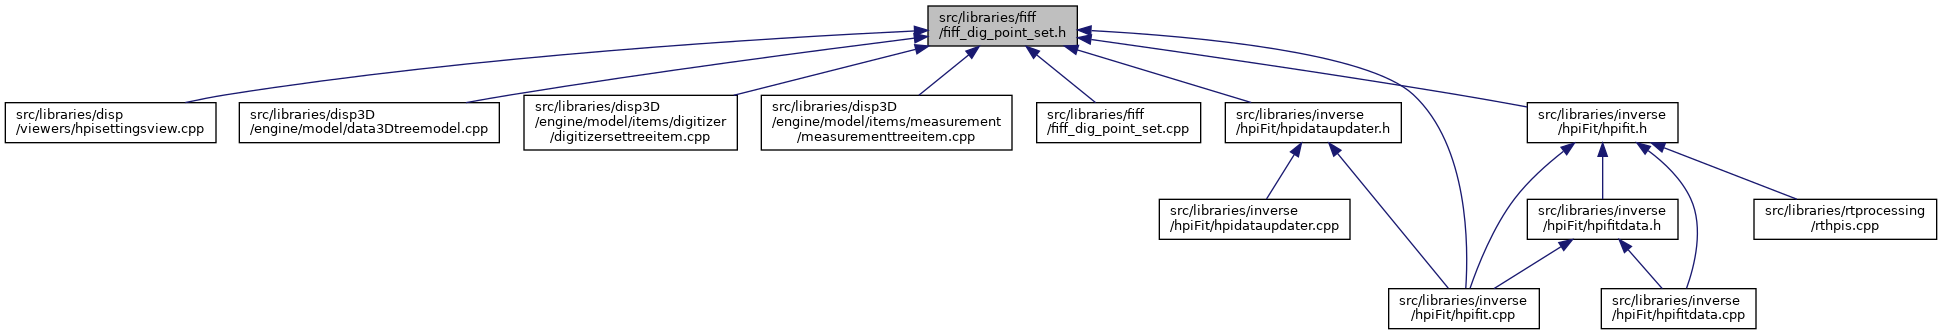 src/libraries/fiff
/fiff_dig_point_set.h
src/libraries/disp
/viewers/hpisettingsview.cpp
src/libraries/disp3D
/engine/model/data3Dtreemodel.cpp
src/libraries/disp3D
/engine/model/items/digitizer
/digitizersettreeitem.cpp
src/libraries/disp3D
/engine/model/items/measurement
/measurementtreeitem.cpp
src/libraries/fiff
/fiff_dig_point_set.cpp
src/libraries/inverse
/hpiFit/hpidataupdater.h
src/libraries/inverse
/hpiFit/hpifit.h
src/libraries/inverse
/hpiFit/hpidataupdater.cpp
src/libraries/inverse
/hpiFit/hpifitdata.h
src/libraries/rtprocessing
/rthpis.cpp
src/libraries/inverse
/hpiFit/hpifit.cpp
src/libraries/inverse
/hpiFit/hpifitdata.cpp